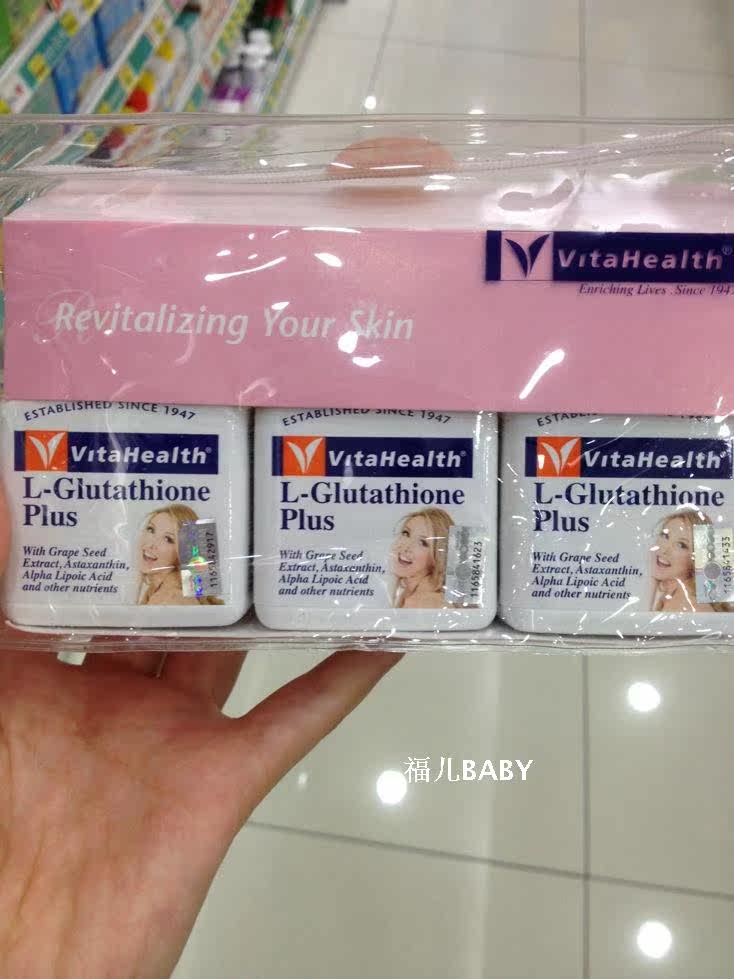 VitaHealth®
Enriching Lives . Since 1947
Revitalizing Your Skin
ESTABLISHED SINCE 1947
VitaHealth®
L-Glutathione
Plus
With Grape Seed
Extract, Astaxanthin,
Alpha Lipoic Acid
and other nutrients
ESTABLISHED SINCE 1947
VitaHealth®
L-Glutathione
Plus
With Grape Seed
Extract, Astaxanthin,
Alpha Lipoic Acid
and other nutrients
1165841623
VitaHealth®
L-Glutathione
Plus
With Grape Seed
Extract, Astaxanthin,
Alpha Lipoic Acid
and other nutrients
福儿BABY